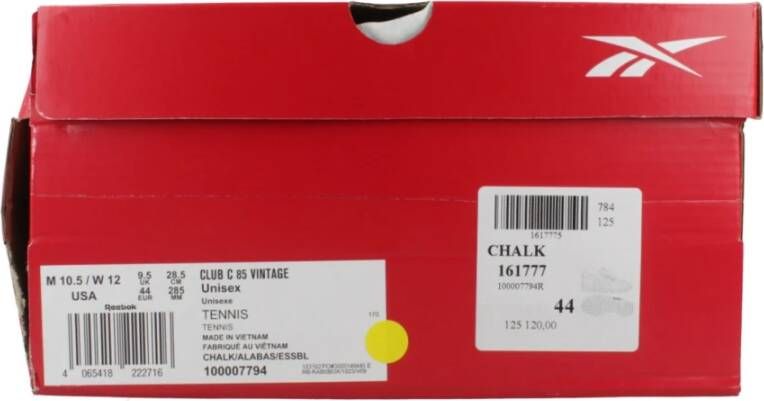 M 10.5 / W 12
USA
9.5
UK
44
EUR
28.5
CM
285
MM
Reebok
4 065418 222716
CLUB C 85 VINTAGE
Unisex
Unisexe
TENNIS
TENNIS
MADE IN VIETNAM
FABRIQUÉ AU VIÊTNAM
CHALK/ALABAS/ESSBL
100007794
1617775
784
125
CHALK
161777
100007794R
44
125 120,00